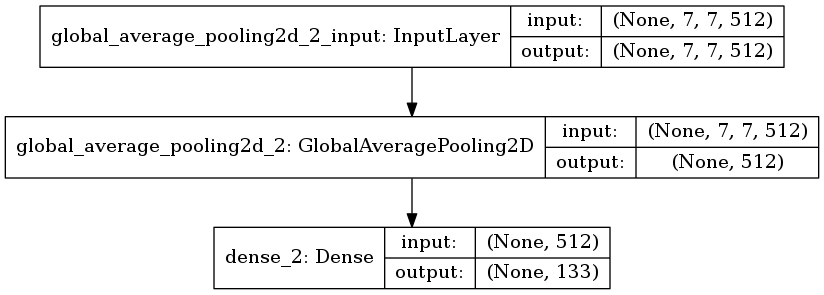 global_average_pooling2d_2_input: InputLayer
input: (None, 7, 7, 512)
output: (None, 7, 7, 512)
global_average_pooling2d_2: GlobalAveragePooling2D
input: (None, 7, 7, 512)
output: (None, 512)
dense_2: Dense
input: (None, 512)
output: (None, 133)